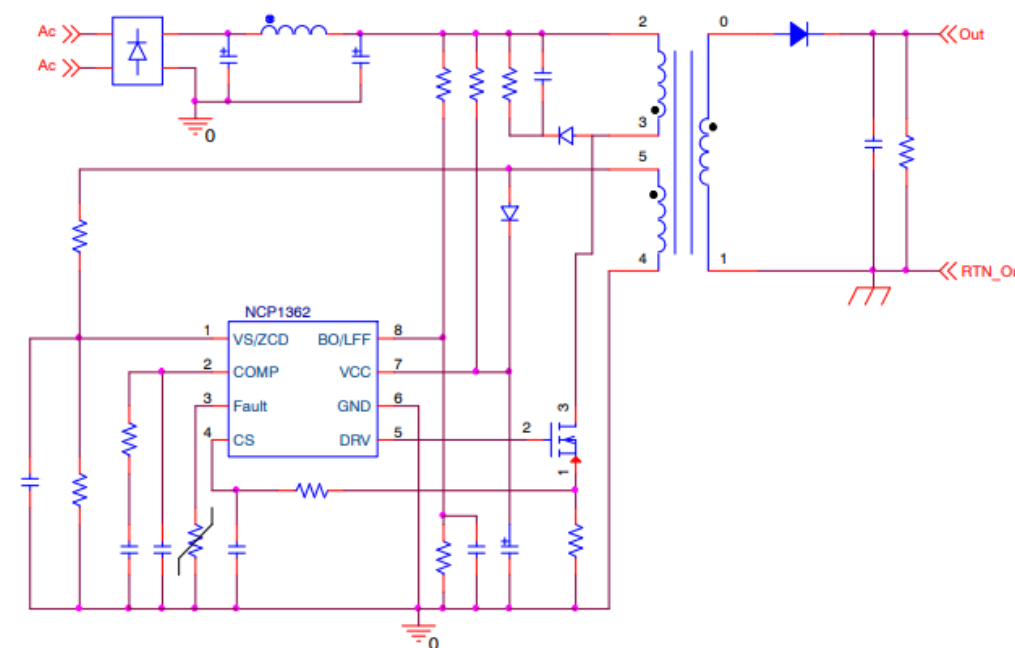 2 0
Ac Out
Ac
0
3
5
4 1 RTN_O
NCP1362
1 VS/ZCD BO/LFF 8
2 COMP VCC 7
3 Fault GND 6
4 CS DRV 5
2 3
1
0